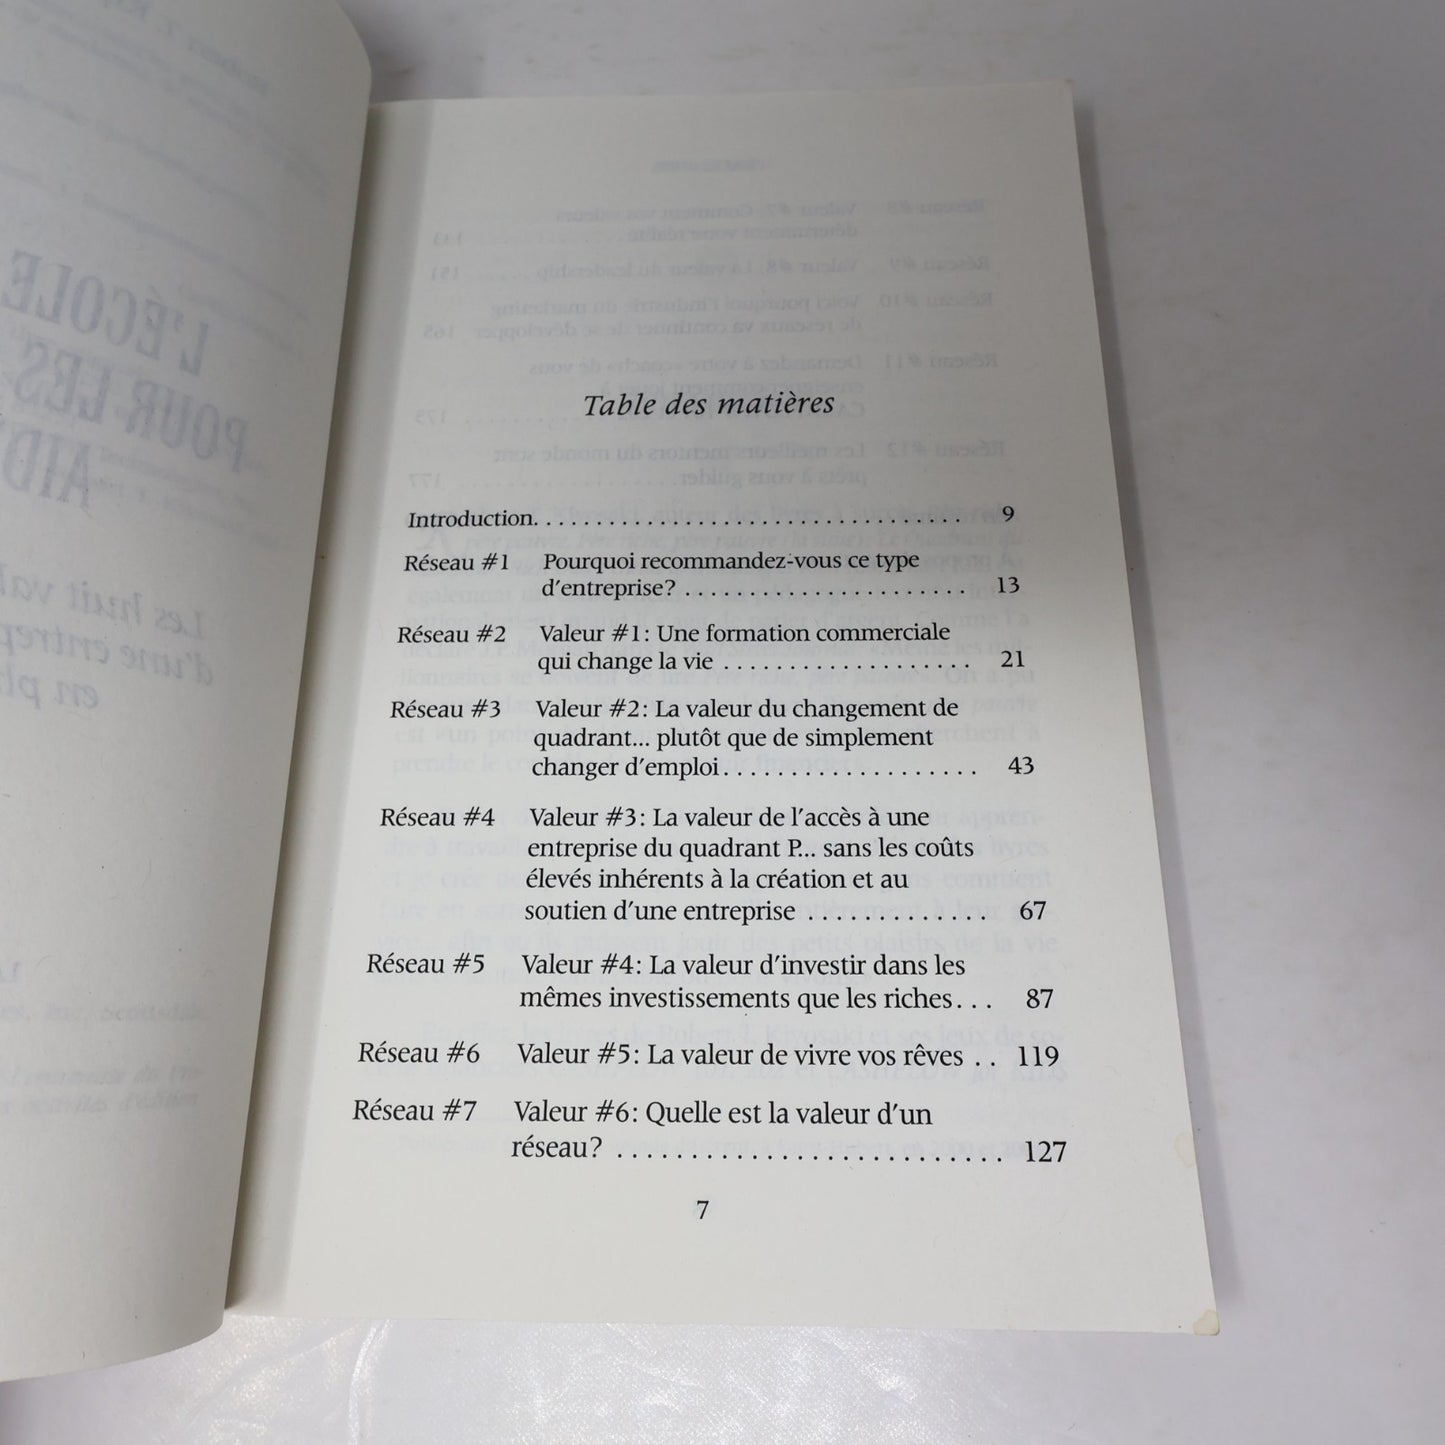 Table des matières
Introduction. . . . . . . . . . . . . . . . . . . . . . . . . . . . . . . . . . . 9
Réseau #1 Pourquoi recommandez-vous ce type
d'entreprise? . . . . . . . . . . . . . . . . . . . . . . . 13
Réseau #2 Valeur #1: Une formation commerciale
qui change la vie . . . . . . . . . . . . . . . . . . . 21
Réseau #3 Valeur #2: La valeur du changement de
quadrant... plutôt que de simplement
changer d'emploi. . . . . . . . . . . . . . . . . . . 43
Réseau #4 Valeur #3: La valeur de l'accès à une
entreprise du quadrant P... sans les coûts
élevés inhérents à la création et au
soutien d'une entreprise . . . . . . . . . . . . . 67
Réseau #5 Valeur #4: La valeur d'investir dans les
mêmes investissements que les riches. . . 87
Réseau #6 Valeur #5: La valeur de vivre vos rêves . . 119
Réseau #7 Valeur #6: Quelle est la valeur d'un
réseau? . . . . . . . . . . . . . . . . . . . . . . . . . . 127
7